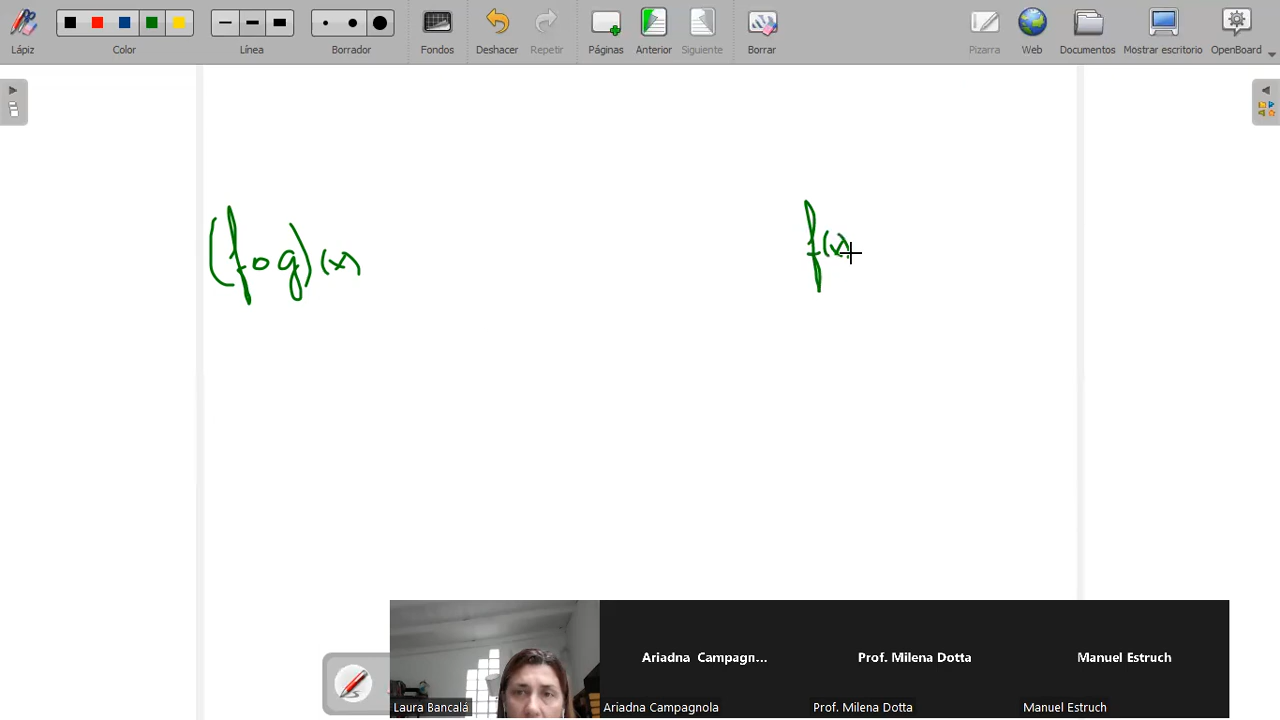 Lápiz Color Línea Borrador Fondos Deshacer Repetir Páginas Anterior Siguiente Borrar Pizarra Web Documentos Mostrar escritorio OpenBoard
(fog)(x) f(x)
Ariadna Campagn... Prof. Milena Dotta Manuel Estruch
Laura Bancalá Ariadna Campagnola Prof. Milena Dotta Manuel Estruch